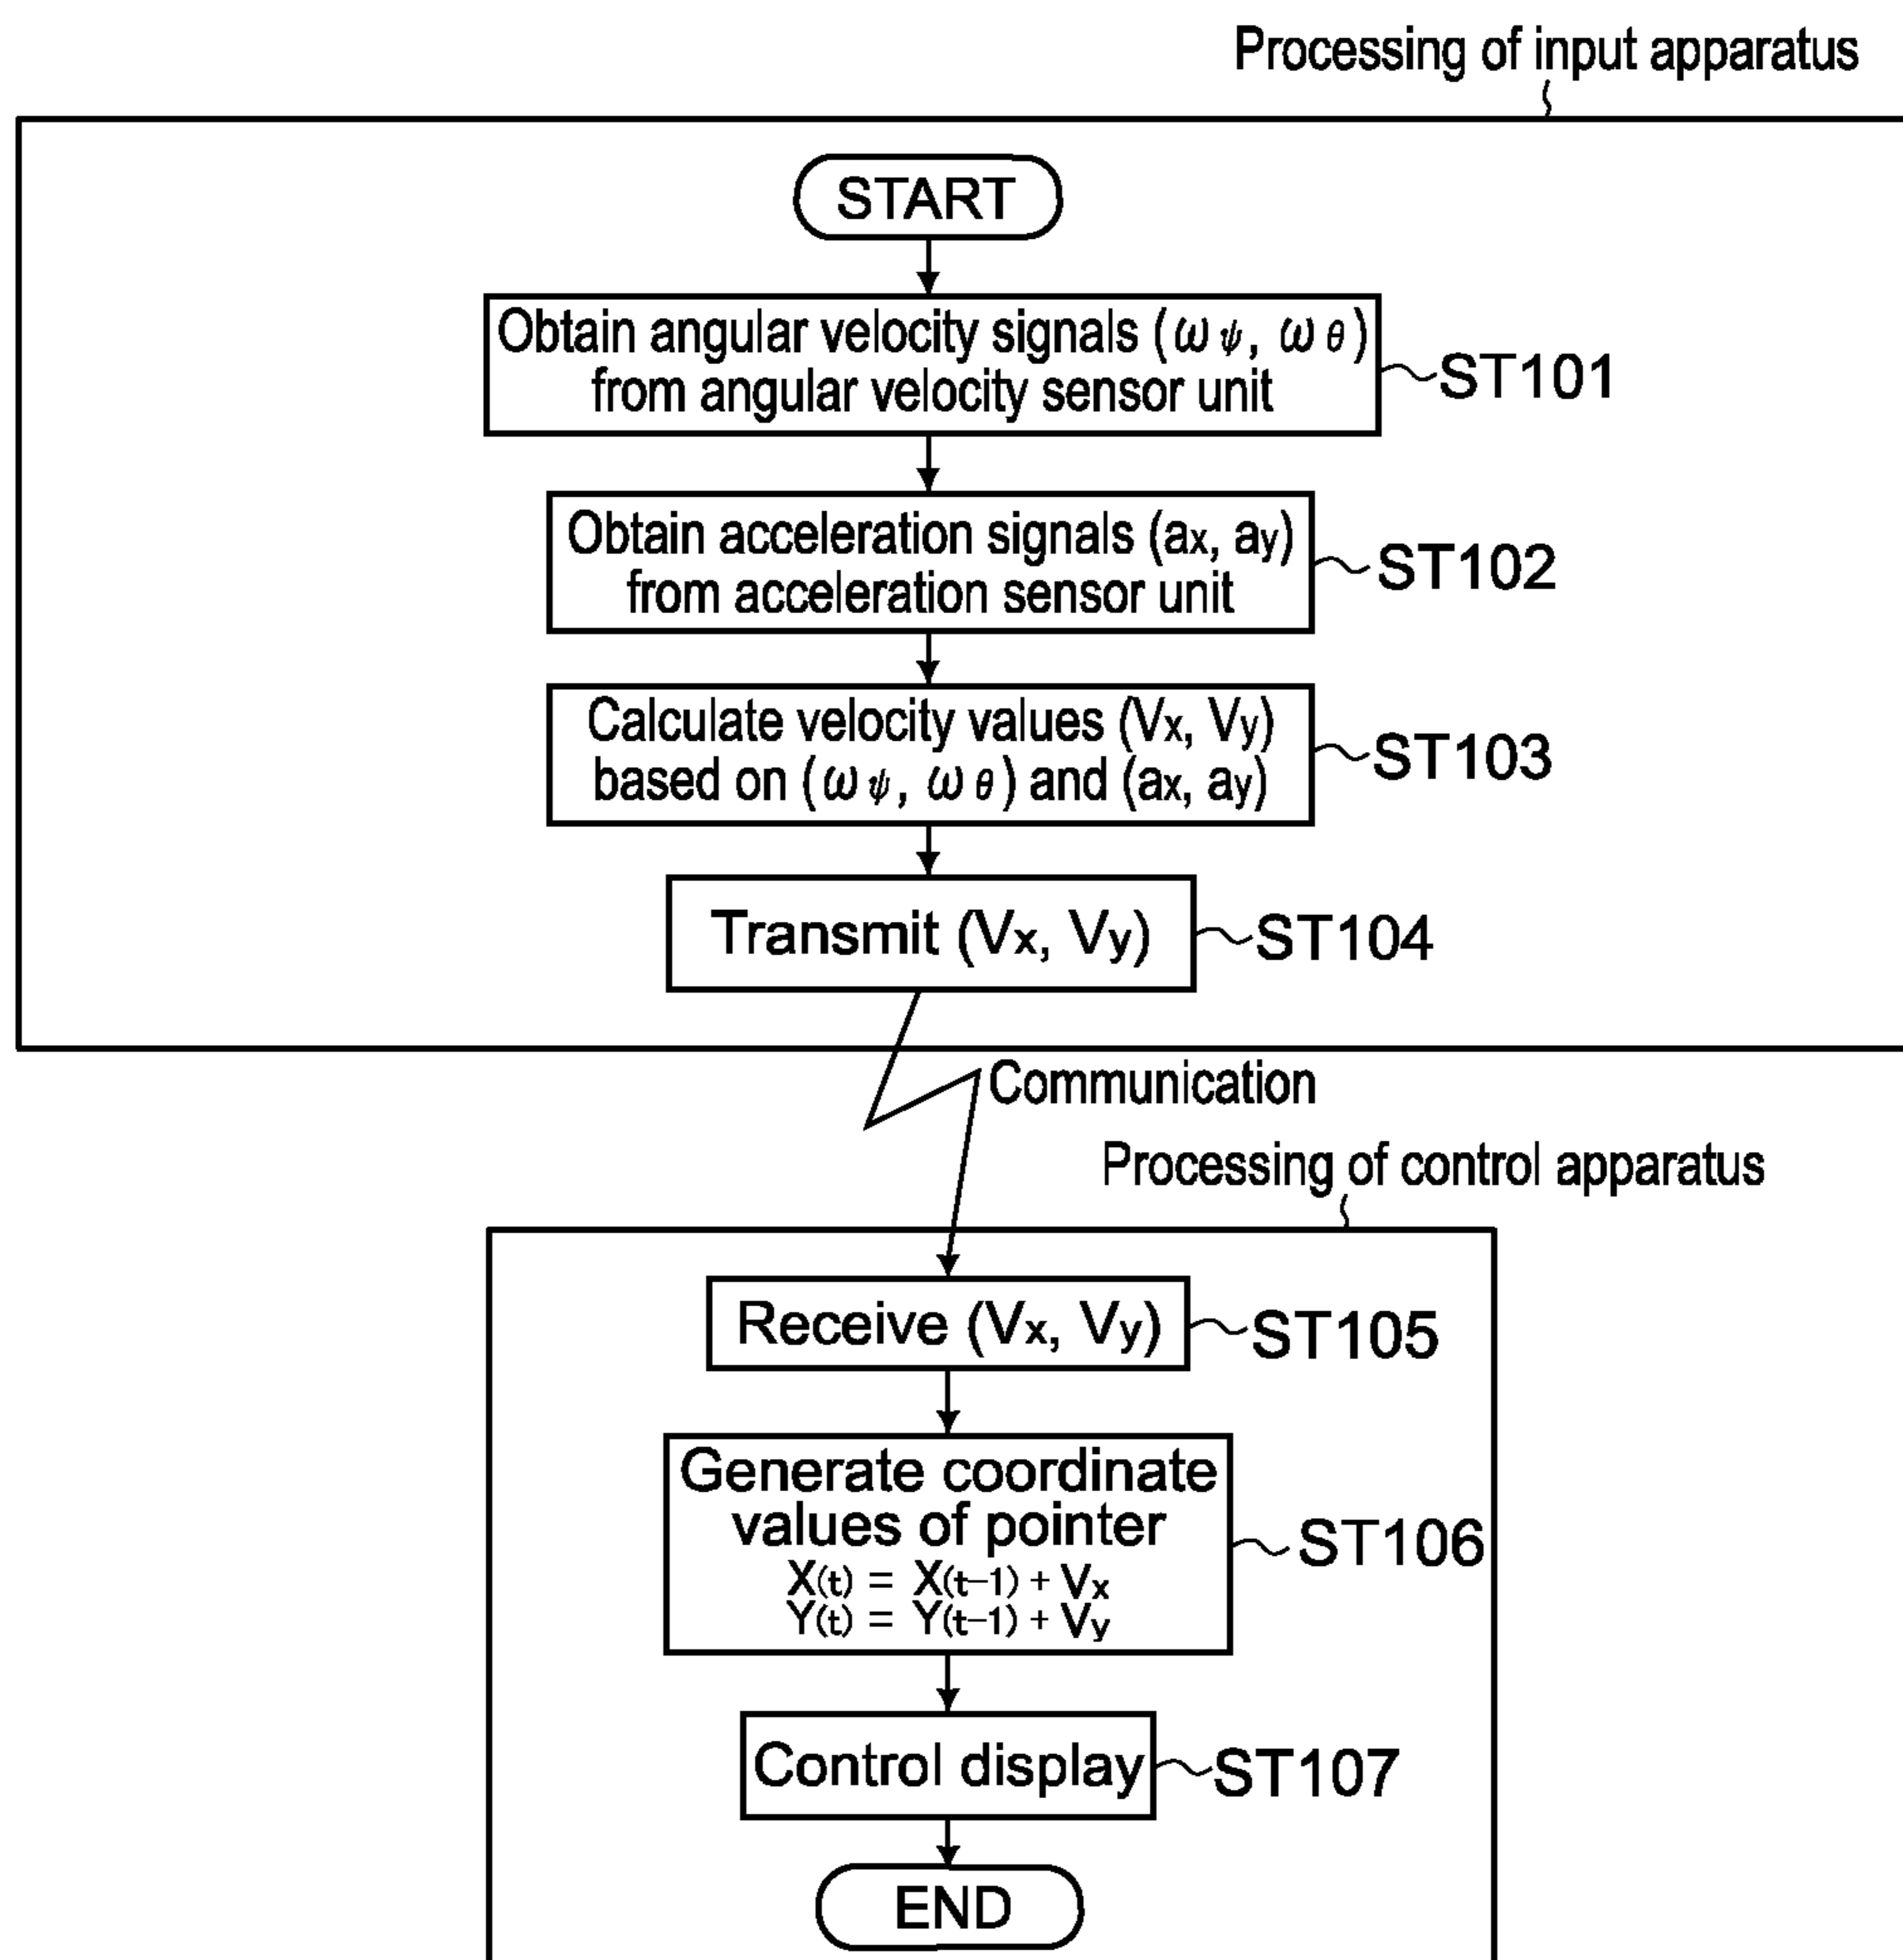 Processing of input apparatus
START
Obtain angular velocity signals (ωψ, ωθ)
from angular velocity sensor unit
ST101
Obtain acceleration signals (ax, ay)
from acceleration sensor unit
ST102
Calculate velocity values (Vx, Vy)
based on (ωψ, ωθ) and (ax, ay)
ST103
Transmit (Vx, Vy)
ST104
Communication
Processing of control apparatus
Receive (Vx, Vy)
ST105
Generate coordinate
values of pointer
X(t) = X(t-1) + Vx
Y(t) = Y(t-1) + Vy
ST106
Control display
ST107
END